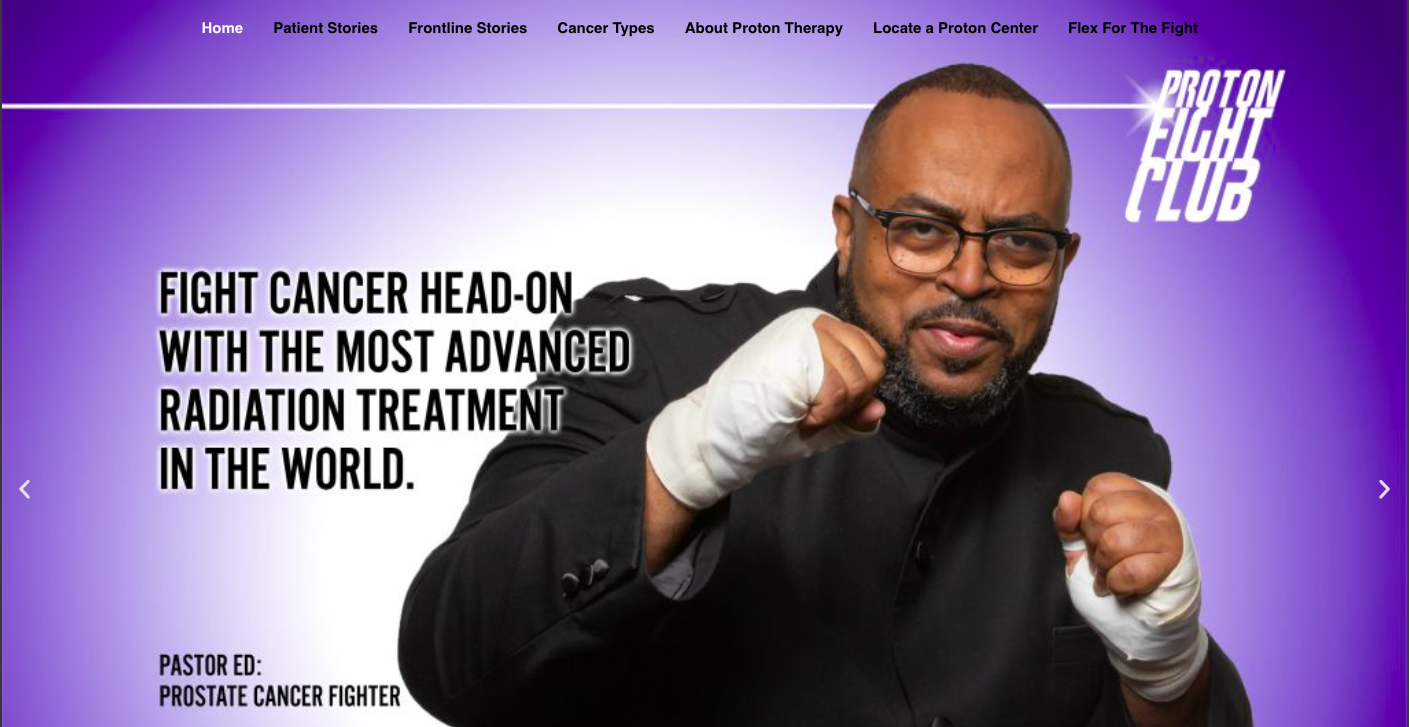 Home Patient Stories Frontline Stories Cancer Types About Proton Therapy Locate a Proton Center Flex For The Fight
PROTON
FIGHT
CLUB
FIGHT CANCER HEAD-ON
WITH THE MOST ADVANCED
RADIATION TREATMENT
IN THE WORLD.
PASTOR ED:
PROSTATE CANCER FIGHTER